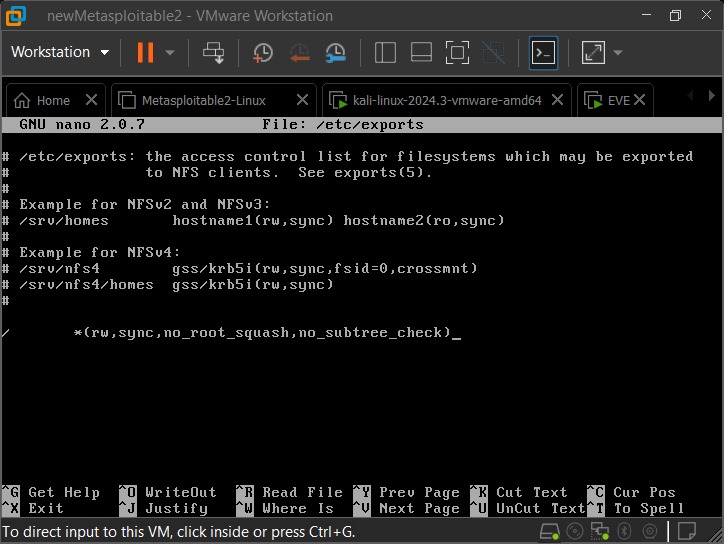 newMetasploitable2 - VMware Workstation
Workstation
Home Metasploitable2-Linux kali-linux-2024.3-vmware-amd64 EVE
GNU nano 2.0.7 File: /etc/exports
# /etc/exports: the access control list for filesystems which may be exported
# to NFS clients. See exports(5).
#
# Example for NFSv2 and NFSv3:
# /srv/homes hostname1(rw,sync) hostname2(ro,sync)
#
# Example for NFSv4:
# /srv/nfs4 gss/krb5i(rw,sync,fsid=0,crossmnt)
# /srv/nfs4/homes gss/krb5i(rw,sync)
#
/ *(rw,sync,no_root_squash,no_subtree_check)_
^G Get Help ^O WriteOut ^R Read File ^Y Prev Page ^K Cut Text ^C Cur Pos
^X Exit ^J Justify ^W Where Is ^V Next Page ^U UnCut Text ^T To Spell
To direct input to this VM, click inside or press Ctrl+G.